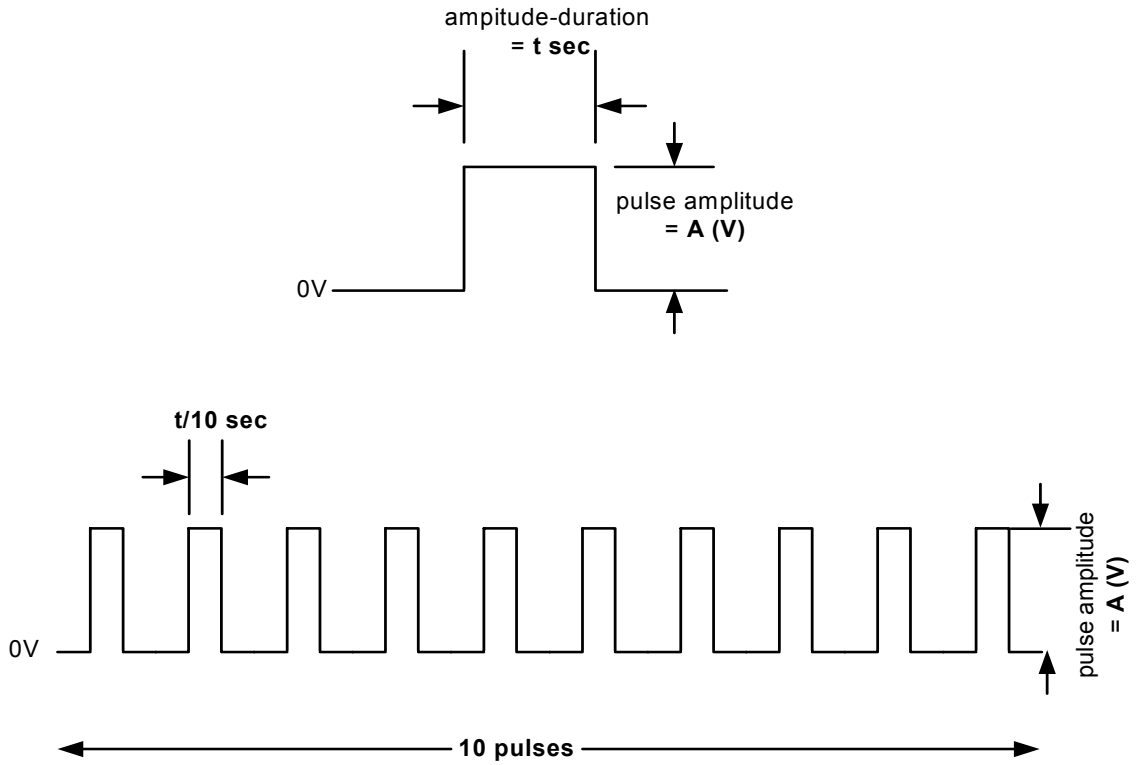 ampitude-duration
= t sec
pulse amplitude
= A (V)
0V
t/10 sec
pulse amplitude
= A (V)
0V
10 pulses